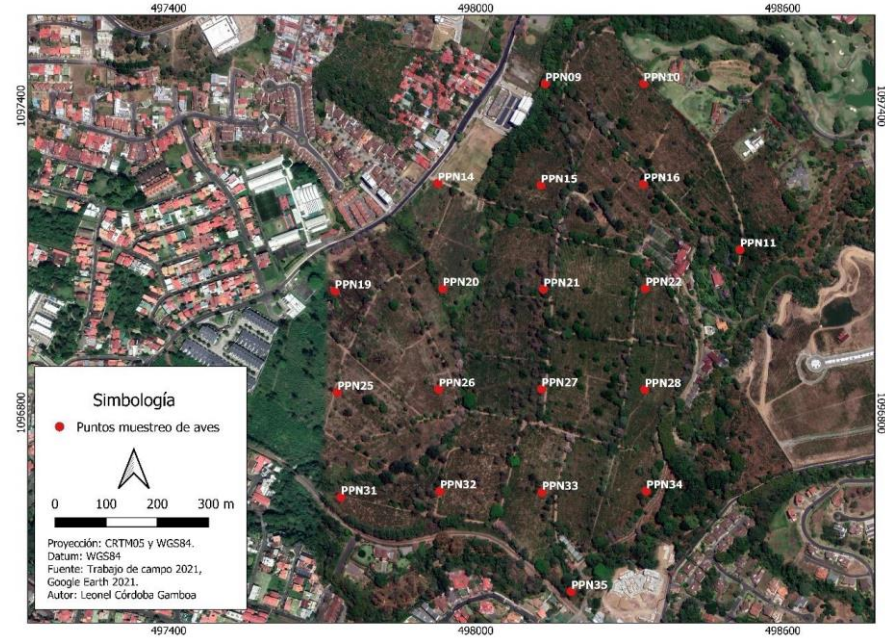 497400 498000 498600
1097400
1097400
PPN09 PPN10
PPN14 PPN15 PPN16
PPN11
PPN19 PPN20 PPN21 PPN22
PPN25 PPN26 PPN27 PPN28
1096800
1096800
PPN31 PPN32 PPN33 PPN34
PPN35
Simbología
Puntos muestreo de aves
0 100 200 300 m
Proyección: CRTM05 y WGS84.
Datum: WGS84
Fuente: Trabajo de campo 2021,
Google Earth 2021.
Autor: Leonel Córdoba Gamboa
497400 498000 498600